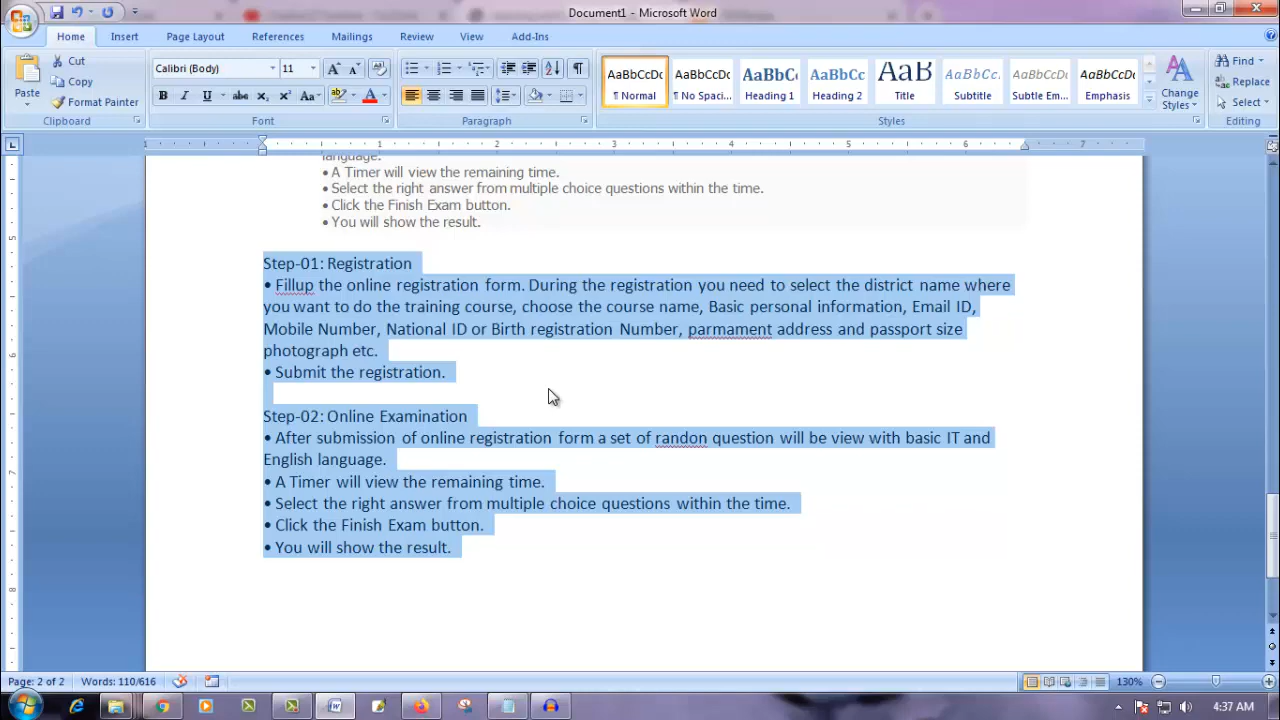 Document1 - Microsoft Word
Home Insert Page Layout References Mailings Review View Add-Ins
Paste
Cut
Copy
Format Painter
Clipboard
Calibri (Body) 11
Font
Paragraph
AaBbCcDc AaBbCcDc AaBbC AaBbCc AaB AaBbCc. AaBbCcDc AaBbCcDc
¶ Normal ¶ No Spaci... Heading 1 Heading 2 Title Subtitle Subtle Em... Emphasis
Change Styles
Styles
Find
Replace
Select
Editing
language.
• A Timer will view the remaining time.
• Select the right answer from multiple choice questions within the time.
• Click the Finish Exam button.
• You will show the result.
Step-01: Registration
• Fillup the online registration form. During the registration you need to select the district name where
you want to do the training course, choose the course name, Basic personal information, Email ID,
Mobile Number, National ID or Birth registration Number, parmament address and passport size
photograph etc.
• Submit the registration.
Step-02: Online Examination
• After submission of online registration form a set of randon question will be view with basic IT and
English language.
• A Timer will view the remaining time.
• Select the right answer from multiple choice questions within the time.
• Click the Finish Exam button.
• You will show the result.
Page: 2 of 2 Words: 110/616 130%
4:37 AM